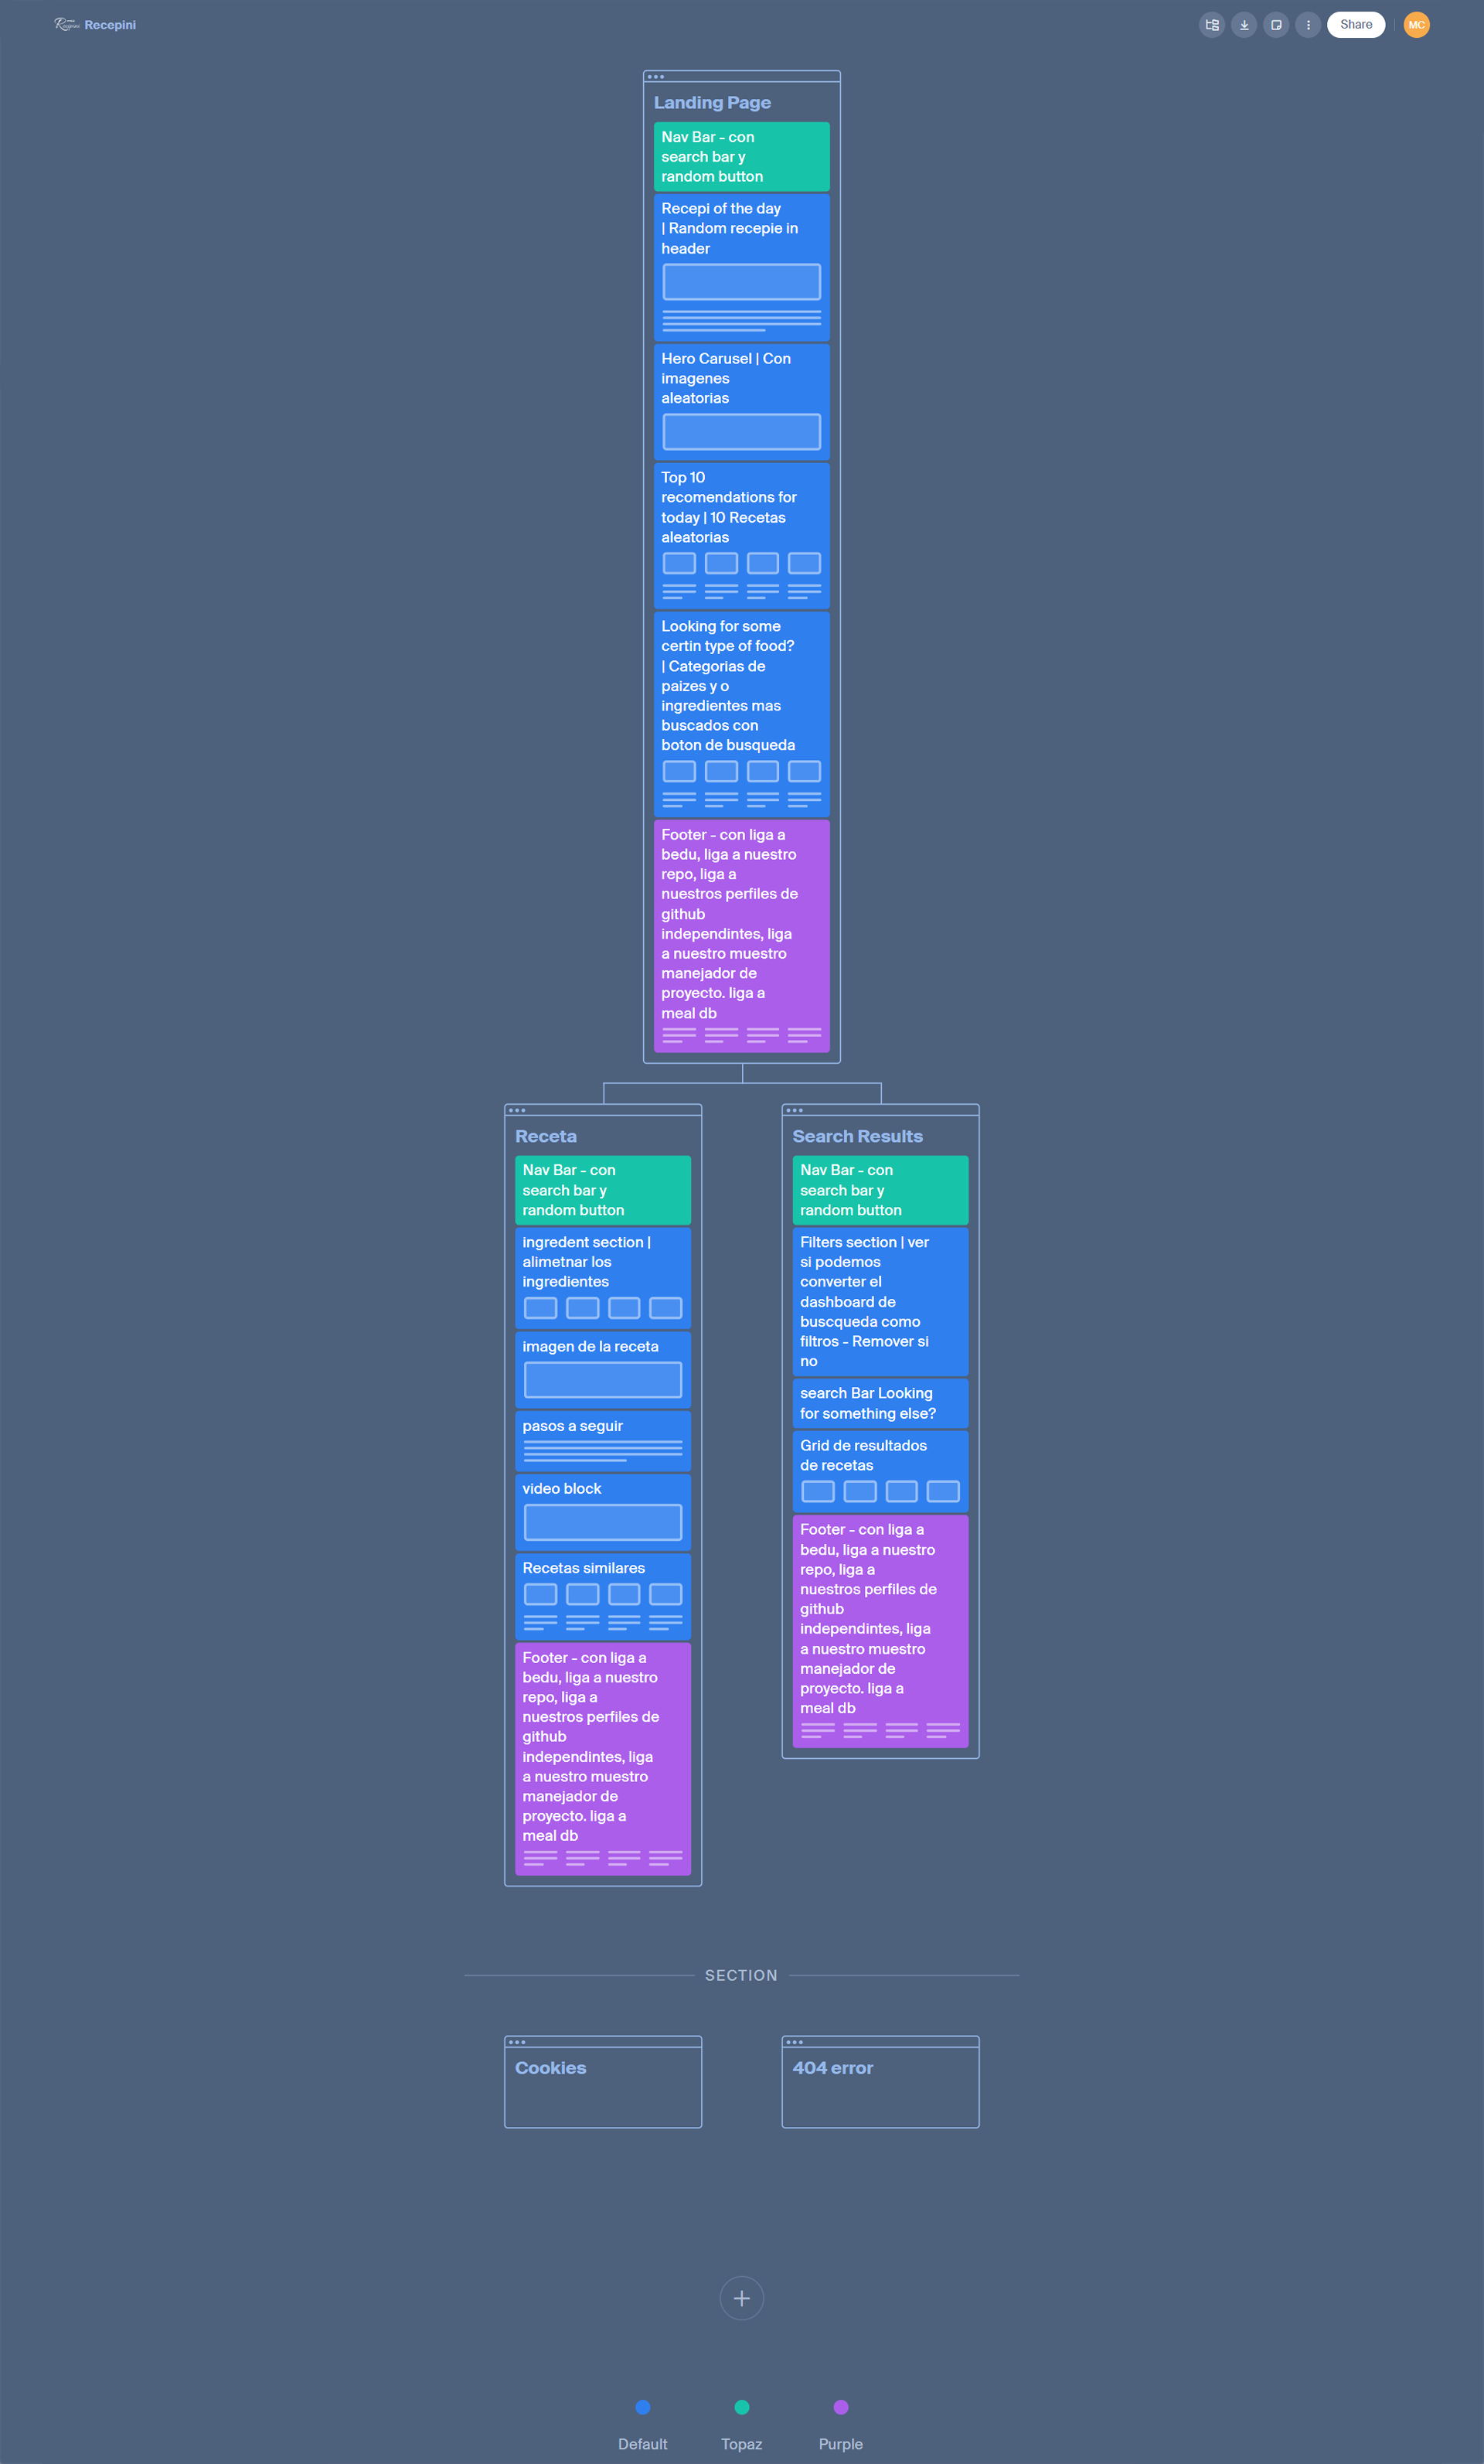 Recepini Recepini
Share
MC
Landing Page
Nav Bar - con
search bar y
random button
Recepi of the day
| Random recepie in
header
Hero Carusel | Con
imagenes
aleatorias
Top 10
recomendations for
today | 10 Recetas
aleatorias
Looking for some
certin type of food?
| Categorias de
paizes y o
ingredientes mas
buscados con
boton de busqueda
Footer - con liga a
bedu, liga a nuestro
repo, liga a
nuestros perfiles de
github
independintes, liga
a nuestro muestro
manejador de
proyecto. liga a
meal db
Receta
Nav Bar - con
search bar y
random button
ingredent section |
alimetnar los
ingredientes
imagen de la receta
pasos a seguir
video block
Recetas similares
Footer - con liga a
bedu, liga a nuestro
repo, liga a
nuestros perfiles de
github
independintes, liga
a nuestro muestro
manejador de
proyecto. liga a
meal db
Search Results
Nav Bar - con
search bar y
random button
Filters section | ver
si podemos
converter el
dashboard de
buscqueda como
filtros - Remover si
no
search Bar Looking
for something else?
Grid de resultados
de recetas
Footer - con liga a
bedu, liga a nuestro
repo, liga a
nuestros perfiles de
github
independintes, liga
a nuestro muestro
manejador de
proyecto. liga a
meal db
SECTION
Cookies
404 error
Default
Topaz
Purple